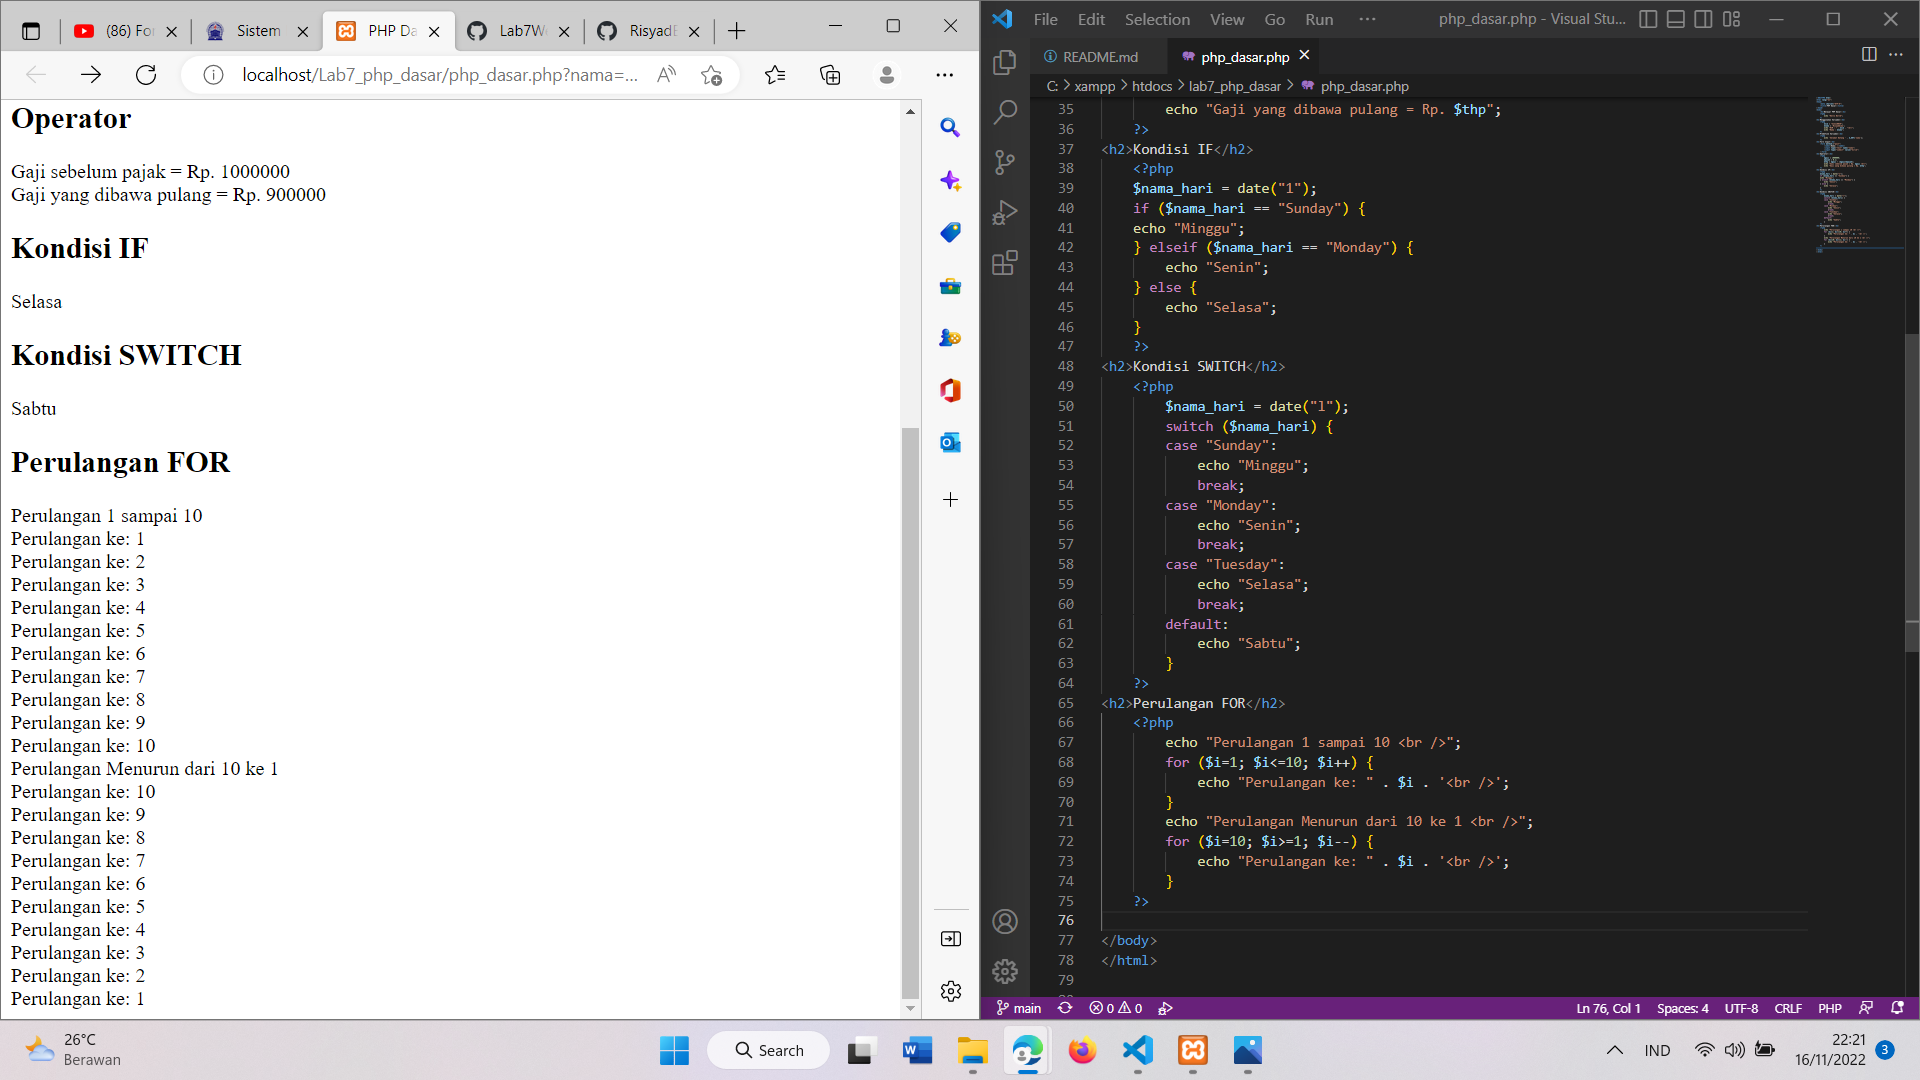 (86) Fo
Sistem
PHP Da
Lab7W
Risyad
localhost/Lab7_php_dasar/php_dasar.php?nama=...
Operator
Gaji sebelum pajak = Rp. 1000000
Gaji yang dibawa pulang = Rp. 900000
Kondisi IF
Selasa
Kondisi SWITCH
Sabtu
Perulangan FOR
Perulangan 1 sampai 10
Perulangan ke: 1
Perulangan ke: 2
Perulangan ke: 3
Perulangan ke: 4
Perulangan ke: 5
Perulangan ke: 6
Perulangan ke: 7
Perulangan ke: 8
Perulangan ke: 9
Perulangan ke: 10
Perulangan Menurun dari 10 ke 1
Perulangan ke: 10
Perulangan ke: 9
Perulangan ke: 8
Perulangan ke: 7
Perulangan ke: 6
Perulangan ke: 5
Perulangan ke: 4
Perulangan ke: 3
Perulangan ke: 2
Perulangan ke: 1
File Edit Selection View Go Run ··· php_dasar.php - Visual Stu...
README.md php_dasar.php
C: > xampp > htdocs > lab7_php_dasar > php_dasar.php
35 echo "Gaji yang dibawa pulang = Rp. $thp";
36 ?>
37 <h2>Kondisi IF</h2>
38 <?php
39 $nama_hari = date("1");
40 if ($nama_hari == "Sunday") {
41 echo "Minggu";
42 } elseif ($nama_hari == "Monday") {
43 echo "Senin";
44 } else {
45 echo "Selasa";
46 }
47 ?>
48 <h2>Kondisi SWITCH</h2>
49 <?php
50 $nama_hari = date("l");
51 switch ($nama_hari) {
52 case "Sunday":
53 echo "Minggu";
54 break;
55 case "Monday":
56 echo "Senin";
57 break;
58 case "Tuesday":
59 echo "Selasa";
60 break;
61 default:
62 echo "Sabtu";
63 }
64 ?>
65 <h2>Perulangan FOR</h2>
66 <?php
67 echo "Perulangan 1 sampai 10 <br />";
68 for ($i=1; $i<=10; $i++) {
69 echo "Perulangan ke: " . $i . '<br />';
70 }
71 echo "Perulangan Menurun dari 10 ke 1 <br />";
72 for ($i=10; $i>=1; $i--) {
73 echo "Perulangan ke: " . $i . '<br />';
74 }
75 ?>
76
77 </body>
78 </html>
79
main 0 0 Ln 76, Col 1 Spaces: 4 UTF-8 CRLF PHP
26°C
Berawan
Search
IND
22:21
16/11/2022
3